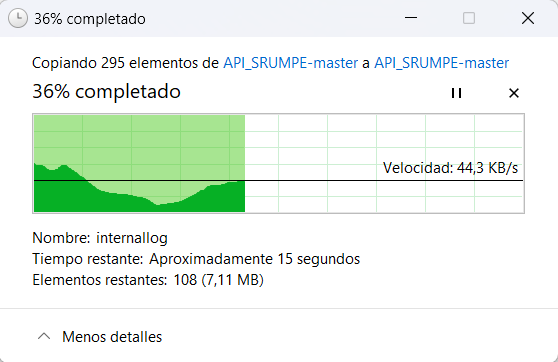 36% completado
Copiando 295 elementos de API_SRUMPE-master a API_SRUMPE-master
36% completado
Velocidad: 44,3 KB/s
Nombre: internallog
Tiempo restante: Aproximadamente 15 segundos
Elementos restantes: 108 (7,11 MB)
Menos detalles